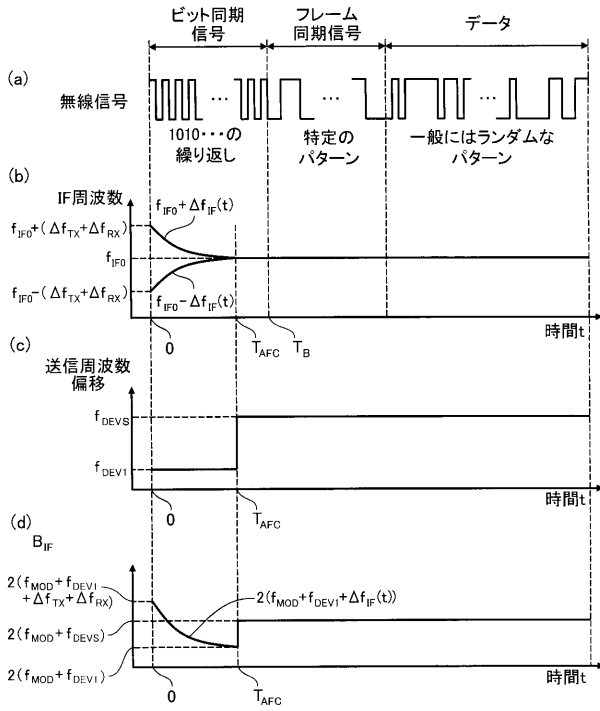 ビット同期
信号
フレーム
同期信号
データ
(a)
無線信号
1010・・・の
繰り返し
特定の
パターン
一般にはランダムな
パターン
(b)
IF周波数
fIF0+(ΔfTX+ΔfRX)
fIF0
fIF0-(ΔfTX+ΔfRX)
fIF0+ΔfIF(t)
fIF0-ΔfIF(t)
0
TAFC
TB
時間t
(c)
送信周波数
偏移
fDEVS
fDEV1
0
TAFC
時間t
(d)
BIF
2(fMOD+fDEV1
+ΔfTX+ΔfRX)
2(fMOD+fDEVS)
2(fMOD+fDEV1)
2(fMOD+fDEV1+ΔfIF(t))
0
TAFC
時間t